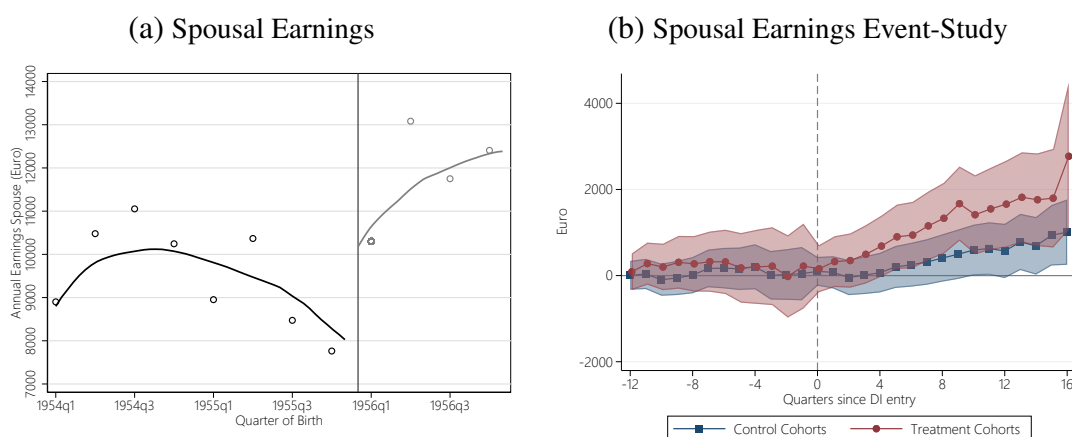 (a) Spousal Earnings
Annual Earnings Spouse (Euro)
14000
13000
12000
11000
10000
9000
8000
7000
1954q1 1954q3 1955q1 1955q3 1956q1 1956q3
Quarter of Birth
(b) Spousal Earnings Event-Study
Euro
4000
2000
0
-2000
-12 -8 -4 0 4 8 12 16
Quarters since DI entry
Control Cohorts Treatment Cohorts